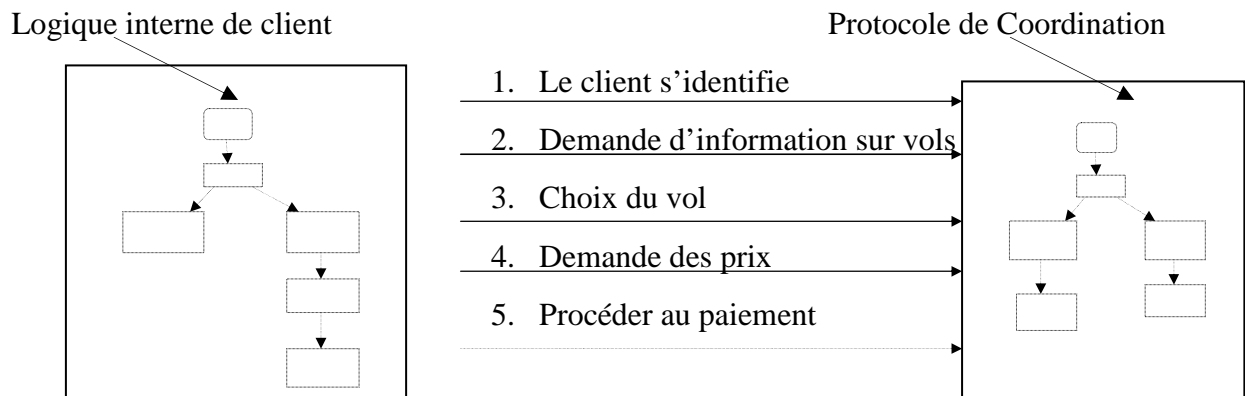 Logique interne de client
Protocole de Coordination
1. Le client s’identifie
2. Demande d’information sur vols
3. Choix du vol
4. Demande des prix
5. Procéder au paiement